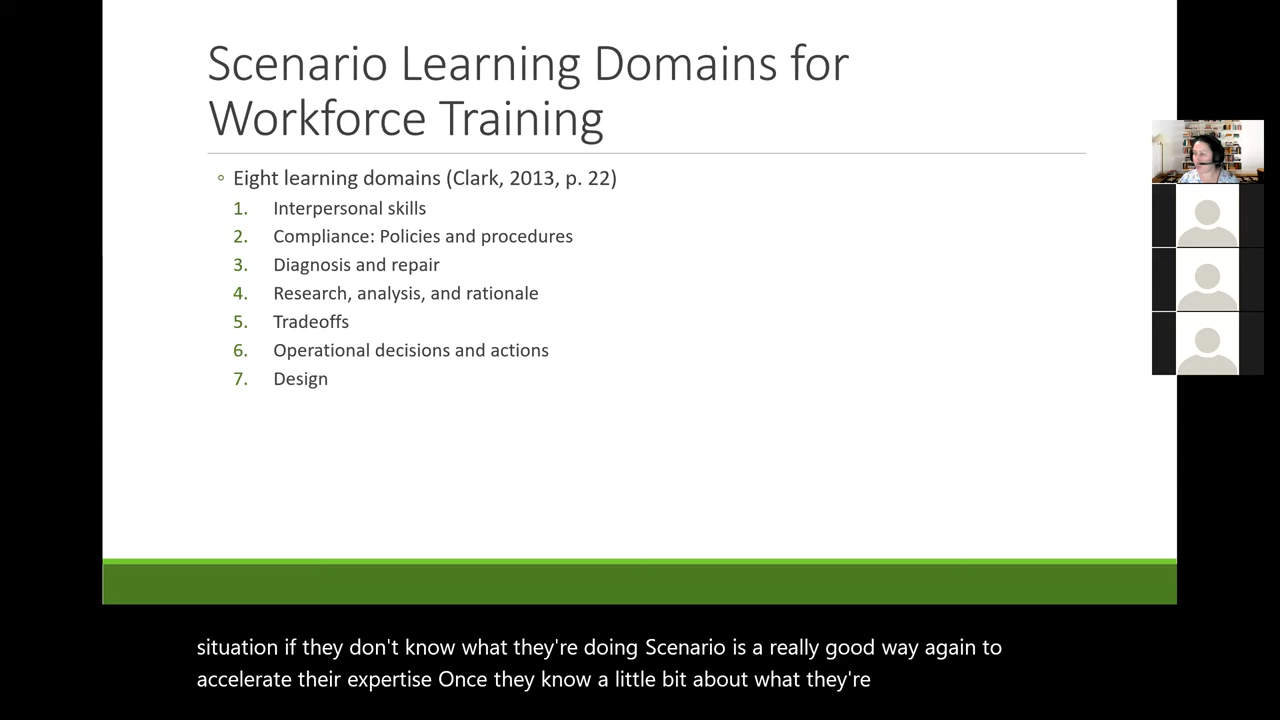 Scenario Learning Domains for
Workforce Training
◦ Eight learning domains (Clark, 2013, p. 22)
1. Interpersonal skills
2. Compliance: Policies and procedures
3. Diagnosis and repair
4. Research, analysis, and rationale
5. Tradeoffs
6. Operational decisions and actions
7. Design
situation if they don't know what they're doing Scenario is a really good way again to
accelerate their expertise Once they know a little bit about what they're